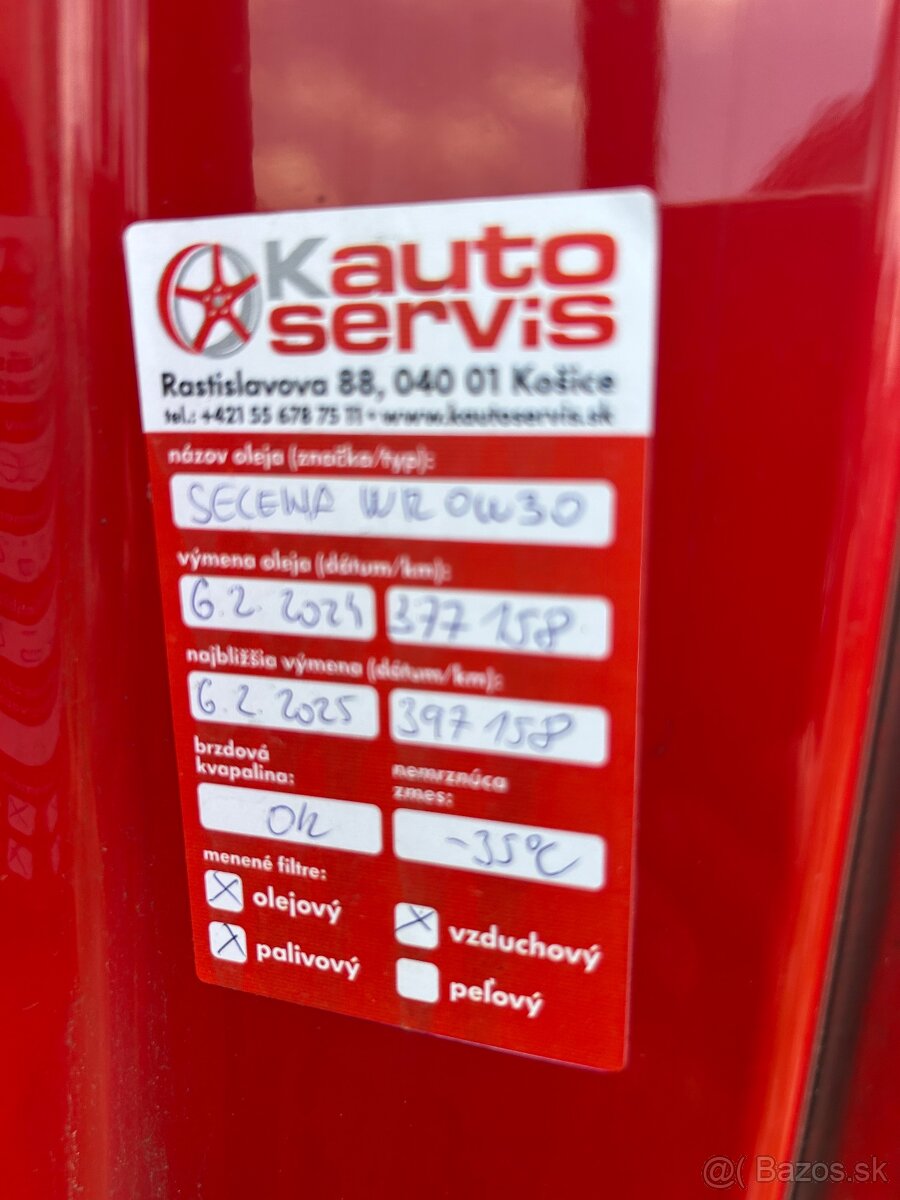 Kauto
servis
Rastislavova 88, 040 01 Košice
tel.: +421 55 678 75 11 • www.kautoservis.sk
názov oleja (značka/typ):
0W30
výmena oleja (dátum/km):
6.2.2024 377 158
najbližšia výmena (dátum/km):
6.2.2025 397 158
brzdová kvapalina:
nemrznúca zmes:
Ok -35°C
menené filtre:
olejový vzduchový
palivový peľový
@( Bazos.sk